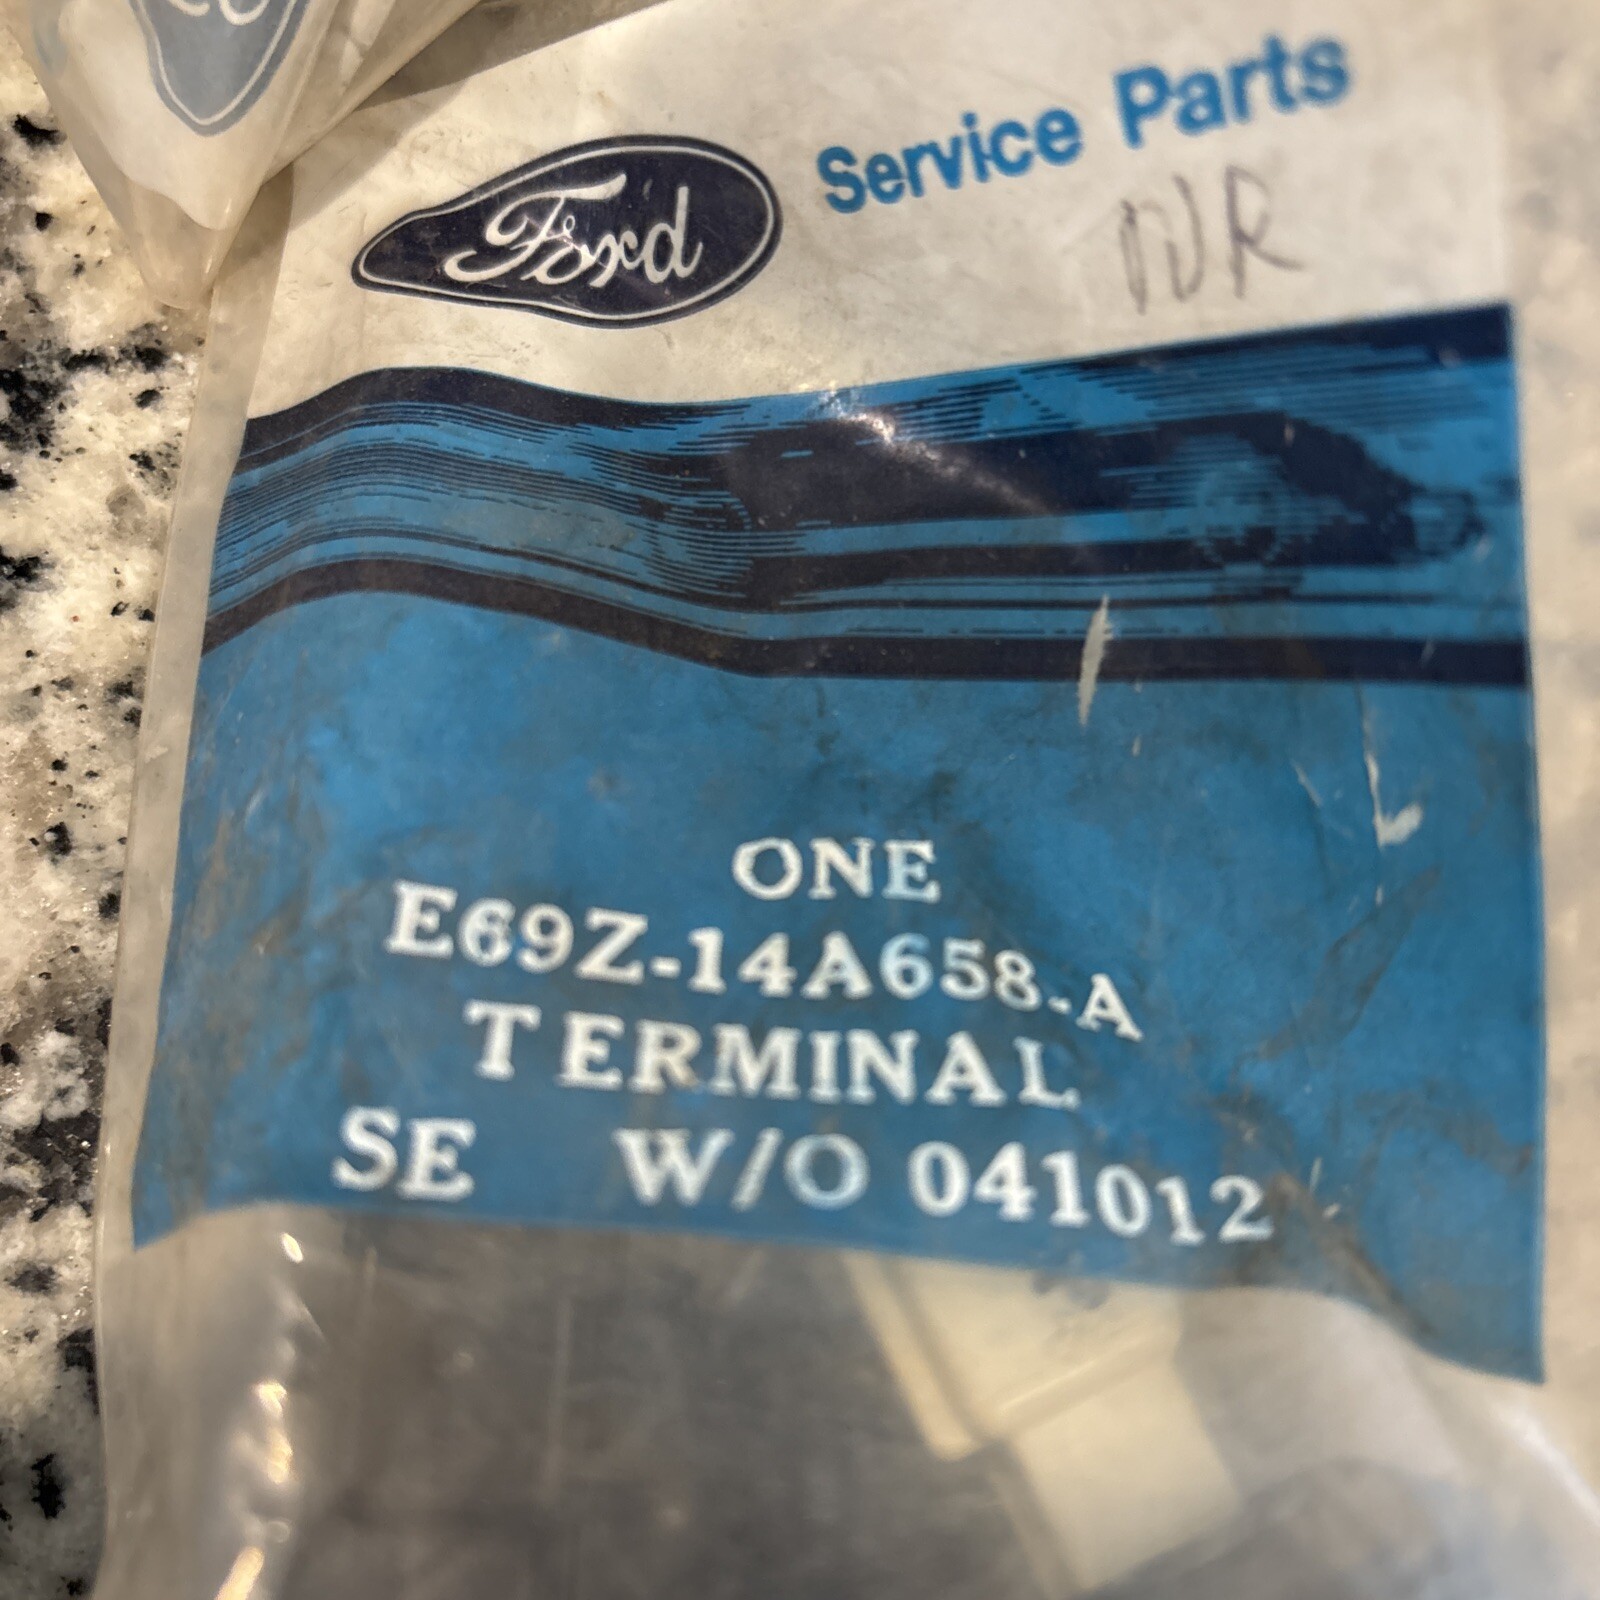 Ford
Service Parts
NR
ONE
E69Z-14A658-A
TERMINAL
SE W/O 041012